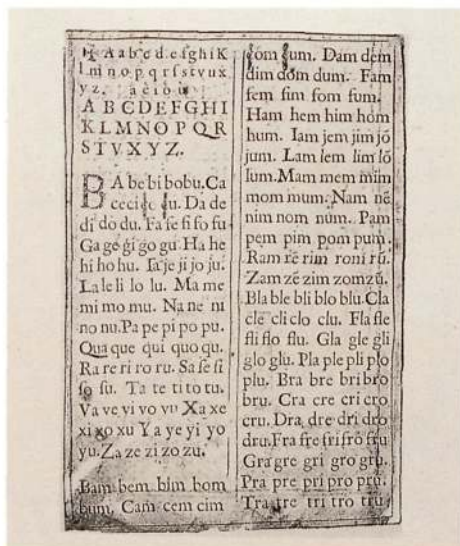 A a b c d e f g h i K
l m n o p q r ſ s t v u x
y z. a e i o u
A B C D E F G H I
K L M N O P Q R
S T V X Y Z.
BA be bi bo bu. Ca
ce ci ço çu. Da de
di do du. Fa fe fi fo fu
Ga ge gi go gu Ha he
hi ho hu. Ia je ji jo ju.
La le li lo lu. Ma me
mi mo mu. Na ne ni
no nu. Pa pe pi po pu.
Qua que qui quo qu.
Ra re ri ro ru. Sa ſe ſi
ſo ſu. Ta te ti to tu.
Va ve vi vo vu Xa xe
xi xo xu Ya ye yi yo
yu. Za ze zi zo zu.
Bam bem bim bom
bum. Cam cem cim
çom çum. Dam dem
dim dom dum. Fam
fem fim fom fum.
Ham hem him hom
hum. Iam jem jim jō
jum. Lam lem lim lō
lum. Mam mem mim
mom mum. Nam nē
nim nom num. Pam
pem pim pom pum.
Ram rē rim rom rū.
Zam zē zim zom zū.
Bla ble bli blo blu. Cla
cle cli clo clu. Fla fle
fli flo flu. Gla gle gli
glo glu. Pla ple pli plo
plu. Bra bre bri bro
bru. Cra cre cri cro
cru. Dra dre dri dro
dru. Fra fre fri fro fru
Gra gre gri gro gru.
Pra pre pri pro pru.
Tra tre tri tro tru